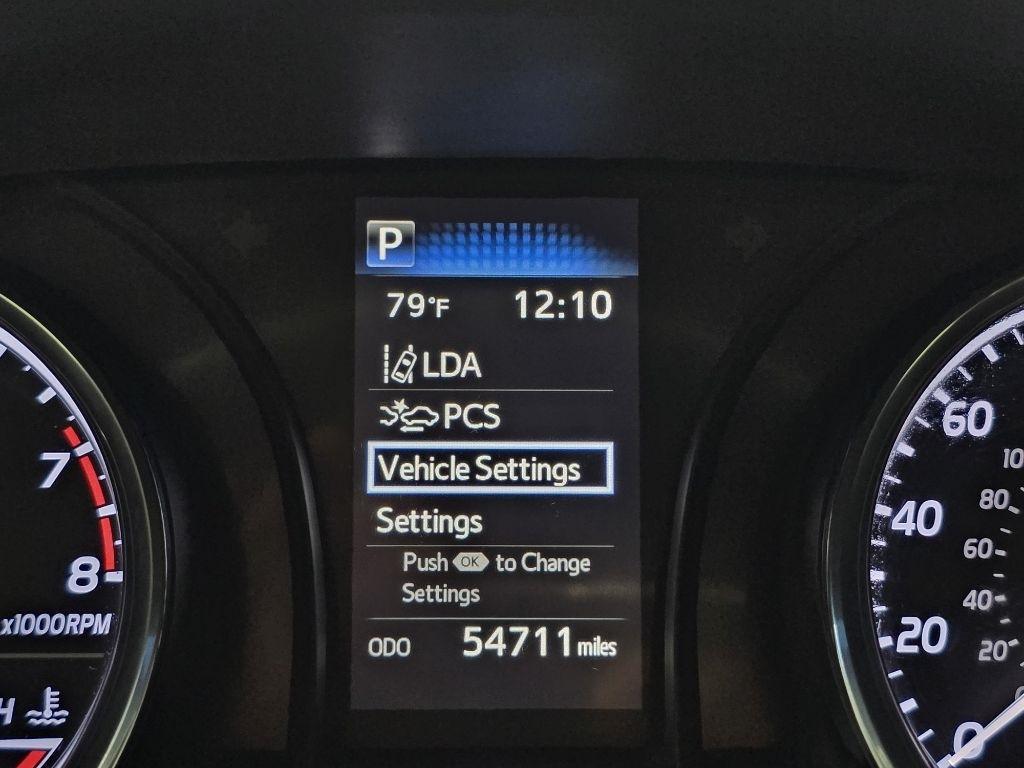 P
79°F 12:10
LDA
PCS
Vehicle Settings
Settings
Push OK to Change
Settings
ODO 54711 miles
7
8
x1000RPM
H
60
40
20
0
80
60
40
20